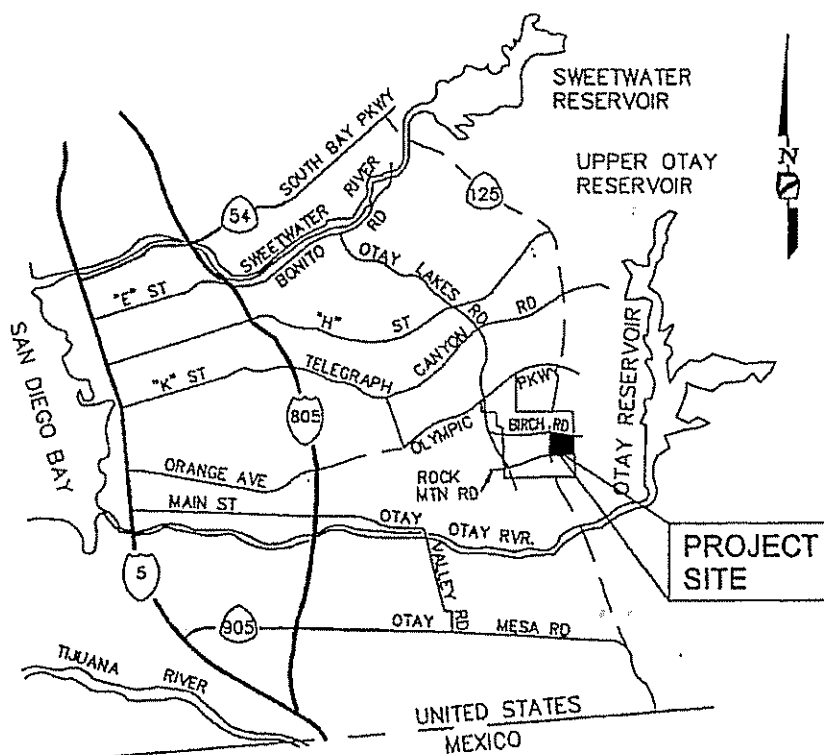 SWEETWATER
RESERVOIR
UPPER OTAY
RESERVOIR
N
SOUTH BAY PKWY
54
125
SWEETWATER RIVER
BONITO RD
OTAY LAKES RD
"E" ST
"H" ST
TELEGRAPH CANYON RD
"K" ST
SAN DIEGO BAY
805
OLYMPIC PKWY
BIRCH RD
OTAY RESERVOIR
ORANGE AVE
ROCK
MTN RD
MAIN ST
OTAY RVR.
OTAY VALLEY RD
PROJECT
SITE
5
905
OTAY MESA RD
TIJUANA RIVER
UNITED STATES
MEXICO